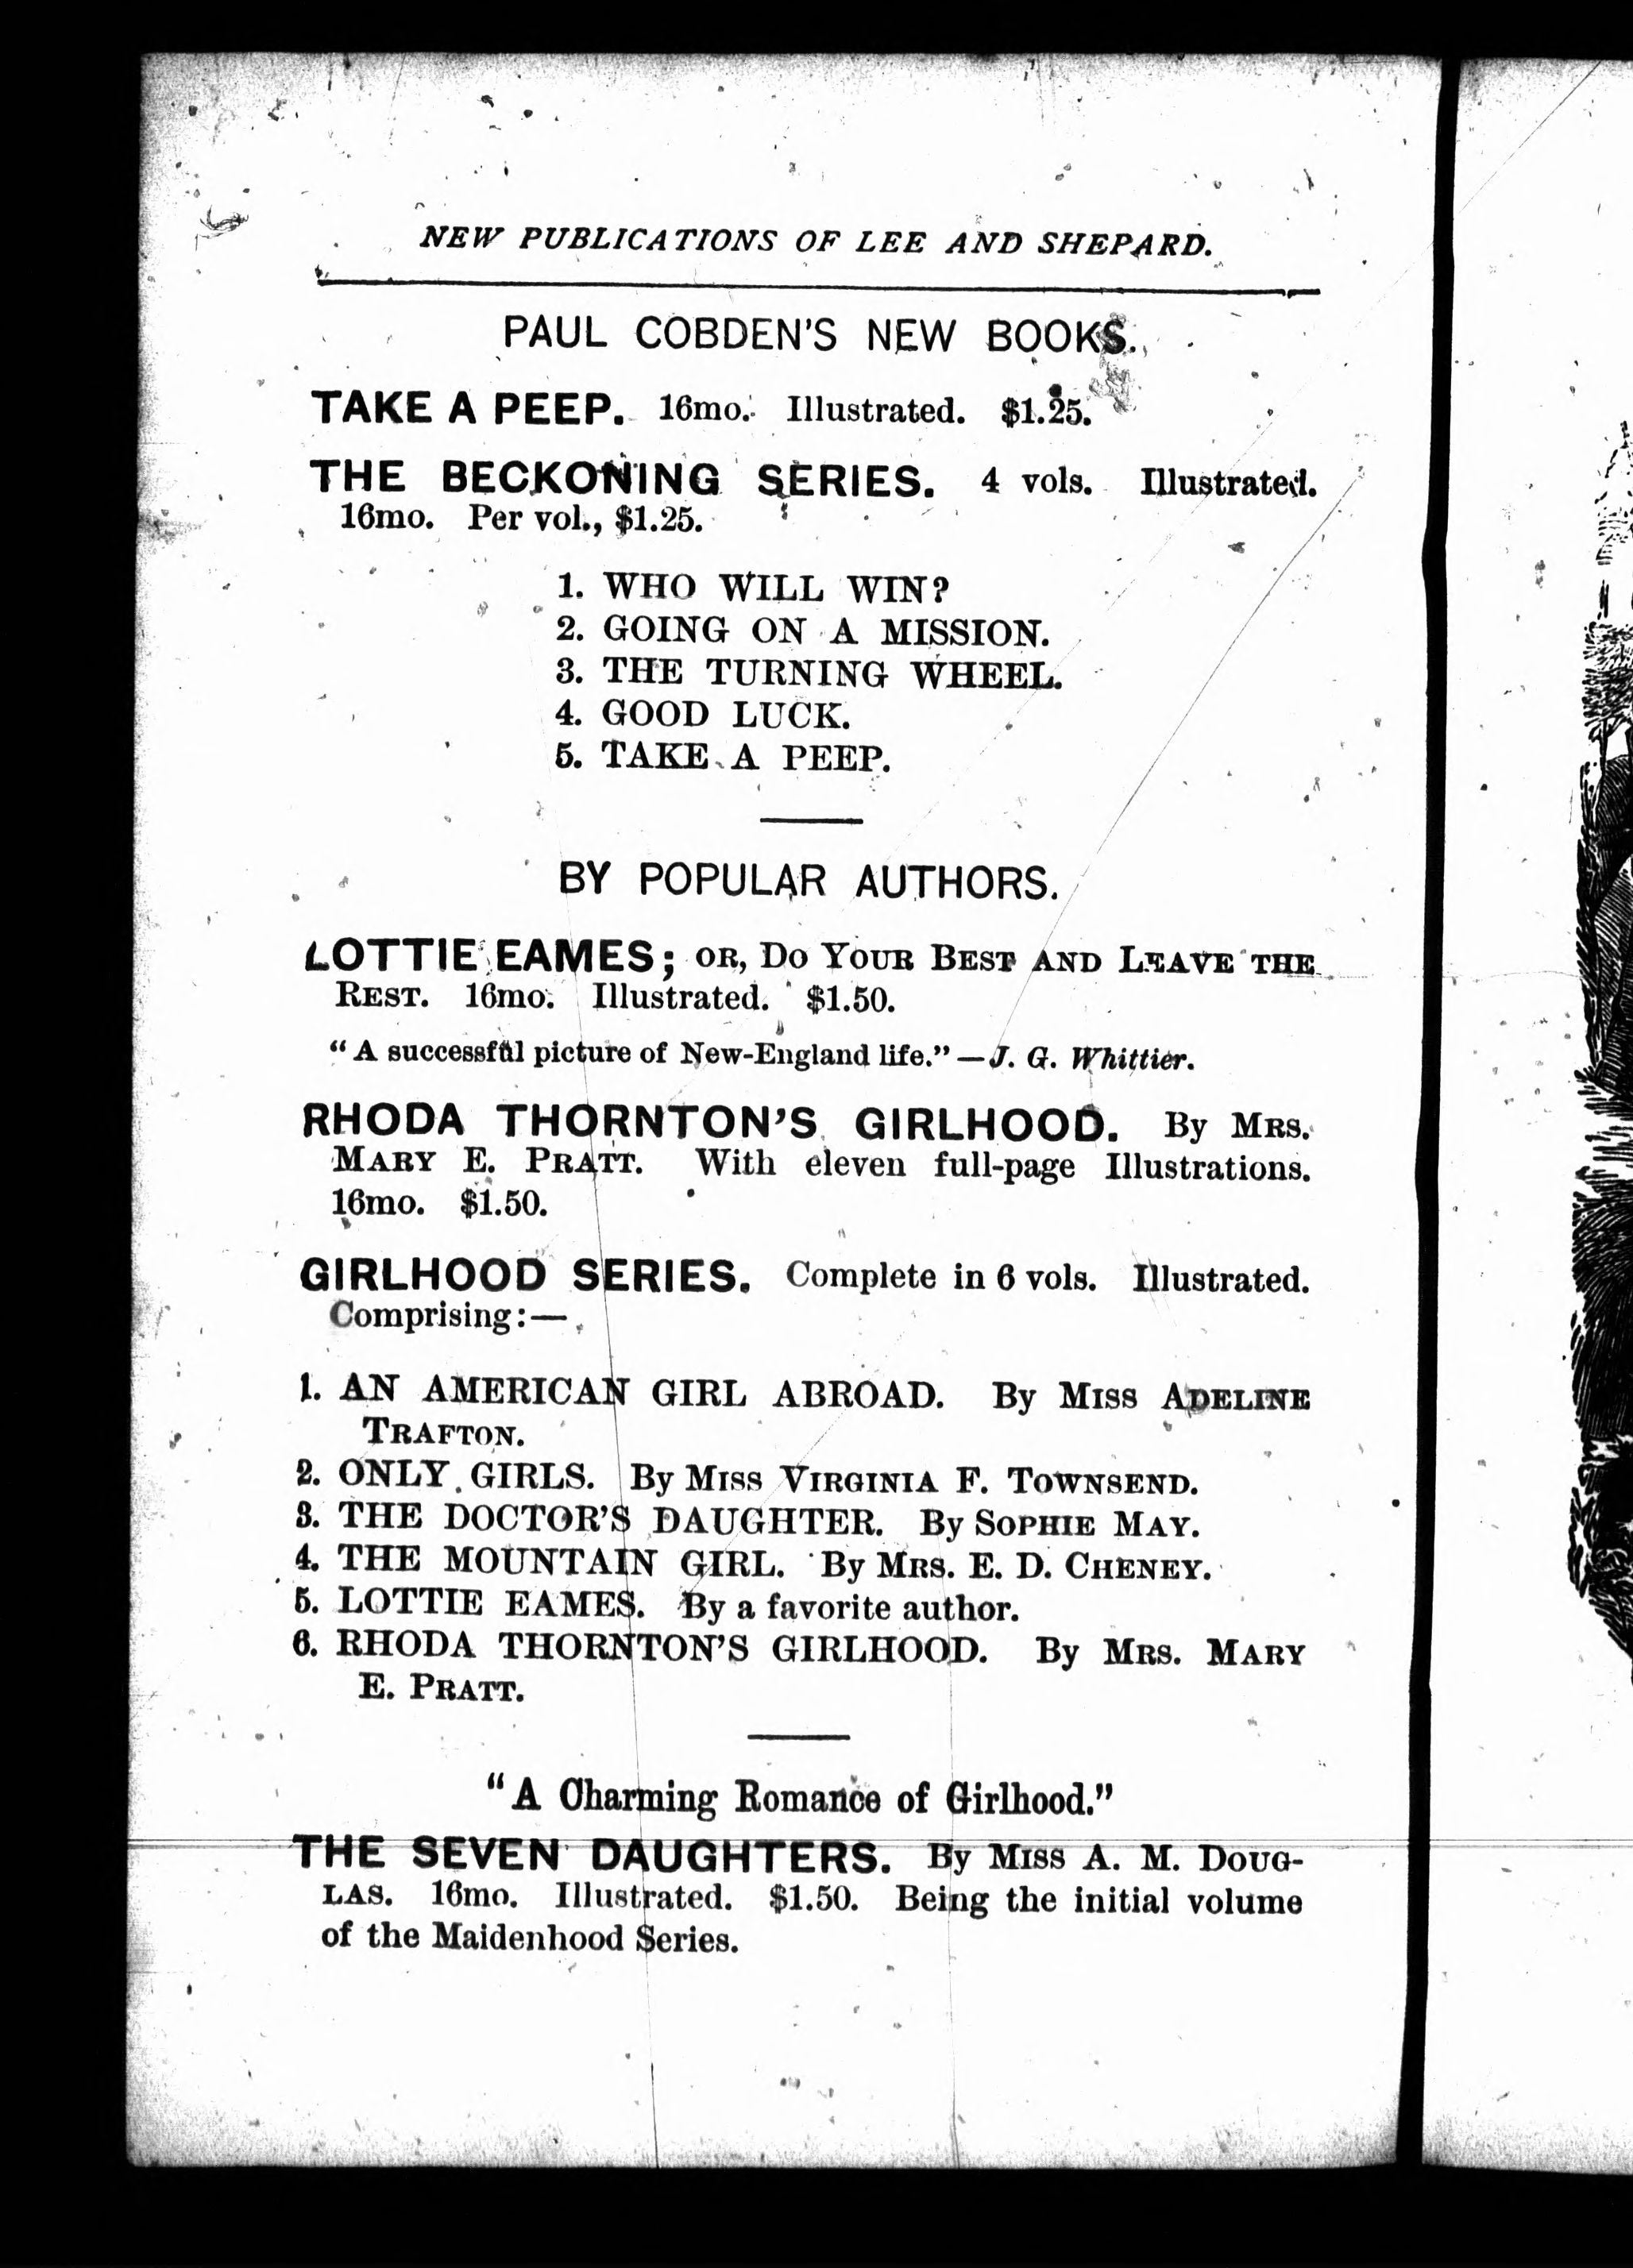 NEW PUBLICATIONS OF LEE AND SHEPARD.
PAUL COBDEN'S NEW BOOKS.
TAKE A PEEP. 16mo. Illustrated. $1.25.
THE BECKONING SERIES. 4 vols. Illustrated.
16mo. Per vol., $1.25.
1. WHO WILL WIN?
2. GOING ON A MISSION.
3. THE TURNING WHEEL.
4. GOOD LUCK.
5. TAKE A PEEP.
BY POPULAR AUTHORS.
LOTTIE EAMES; OR, DO YOUR BEST AND LEAVE THE
REST. 16mo. Illustrated. $1.50.
“A successful picture of New-England life.” — J. G. Whittier.
RHODA THORNTON'S GIRLHOOD. By MRS.
MARY E. PRATT. With eleven full-page Illustrations.
16mo. $1.50.
GIRLHOOD SERIES. Complete in 6 vols. Illustrated.
Comprising:—
1. AN AMERICAN GIRL ABROAD. By MISS ADELINE
TRAFTON.
2. ONLY GIRLS. By MISS VIRGINIA F. TOWNSEND.
3. THE DOCTOR'S DAUGHTER. By SOPHIE MAY.
4. THE MOUNTAIN GIRL. By MRS. E. D. CHENEY.
5. LOTTIE EAMES. By a favorite author.
6. RHODA THORNTON'S GIRLHOOD. By MRS. MARY
E. PRATT.
“A Charming Romance of Girlhood.”
THE SEVEN DAUGHTERS. By MISS A. M. DOUG-
LAS. 16mo. Illustrated. $1.50. Being the initial volume
of the Maidenhood Series.